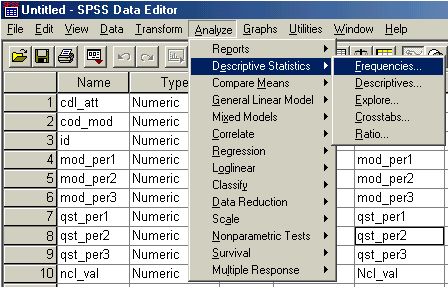 Untitled - SPSS Data Editor
File Edit View Data Transform Analyze Graphs Utilities Window Help
Reports
Descriptive Statistics
Compare Means
General Linear Model
Mixed Models
Correlate
Regression
Loglinear
Classify
Data Reduction
Scale
Nonparametric Tests
Survival
Multiple Response
Frequencies...
Descriptives...
Explore...
Crosstabs...
Ratio...
Name Type
1 cdl_att Numeric
2 cod_mod Numeric
3 id Numeric
4 mod_per1 Numeric mod_per1
5 mod_per2 Numeric mod_per2
6 mod_per3 Numeric mod_per3
7 qst_per1 Numeric qst_per1
8 qst_per2 Numeric qst_per2
9 qst_per3 Numeric qst_per3
10 ncl_val Numeric Ncl_val